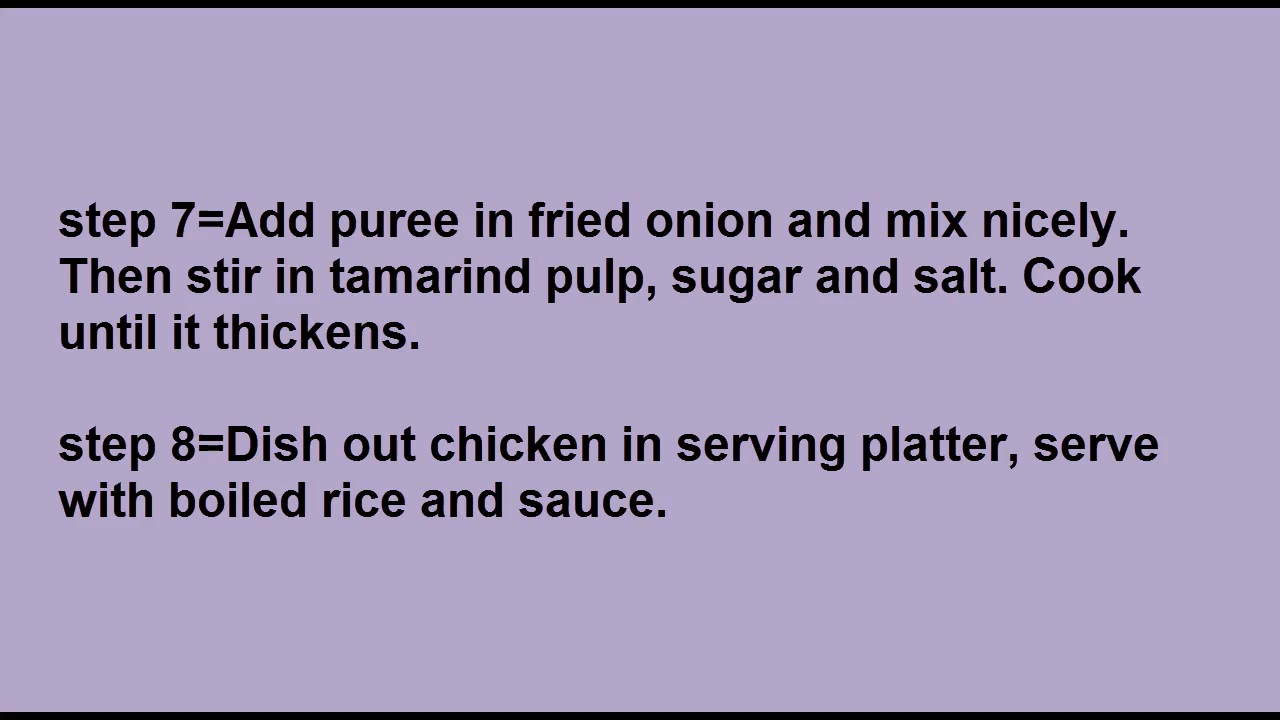 step 7=Add puree in fried onion and mix nicely.
Then stir in tamarind pulp, sugar and salt. Cook
until it thickens.
step 8=Dish out chicken in serving platter, serve
with boiled rice and sauce.